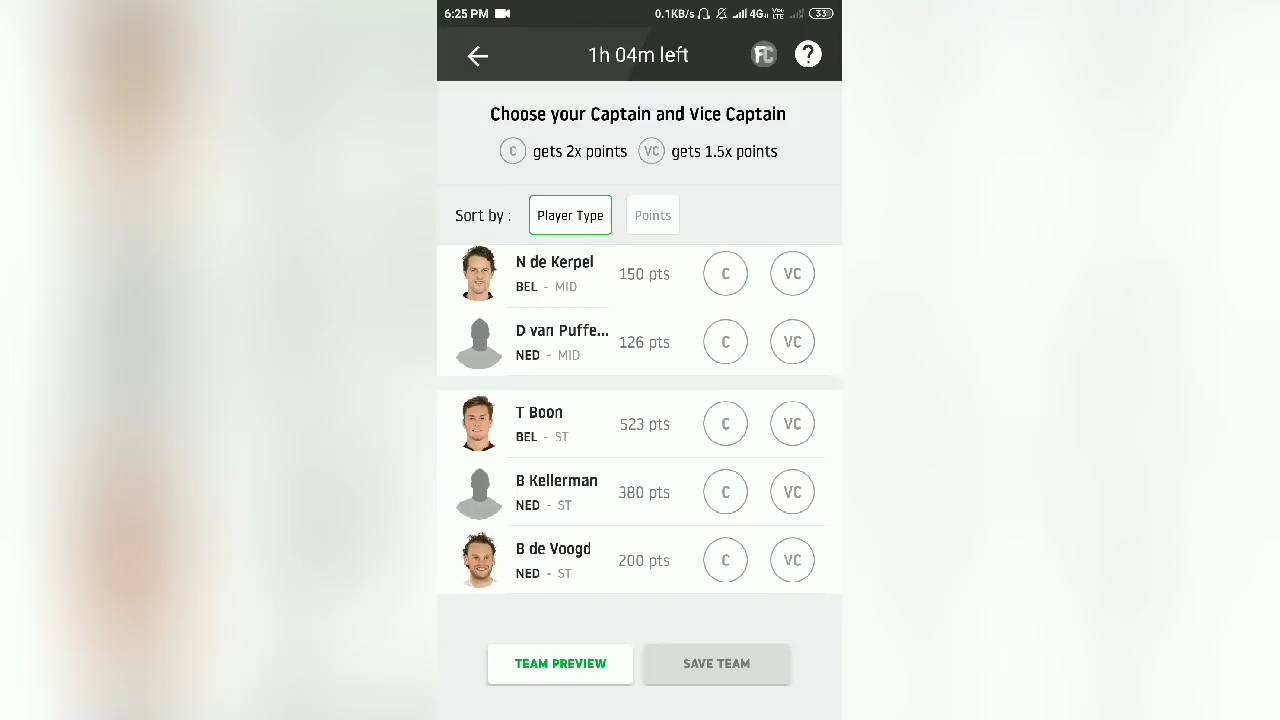 6:25 PM 0.1KB/s 4G Vo LTE 33
1h 04m left FC ?
Choose your Captain and Vice Captain
C gets 2x points VC gets 1.5x points
Sort by : Player Type Points
N de Kerpel
BEL - MID
150 pts C VC
D van Puffe...
NED - MID
126 pts C VC
T Boon
BEL - ST
523 pts C VC
B Kellerman
NED - ST
380 pts C VC
B de Voogd
NED - ST
200 pts C VC
TEAM PREVIEW SAVE TEAM